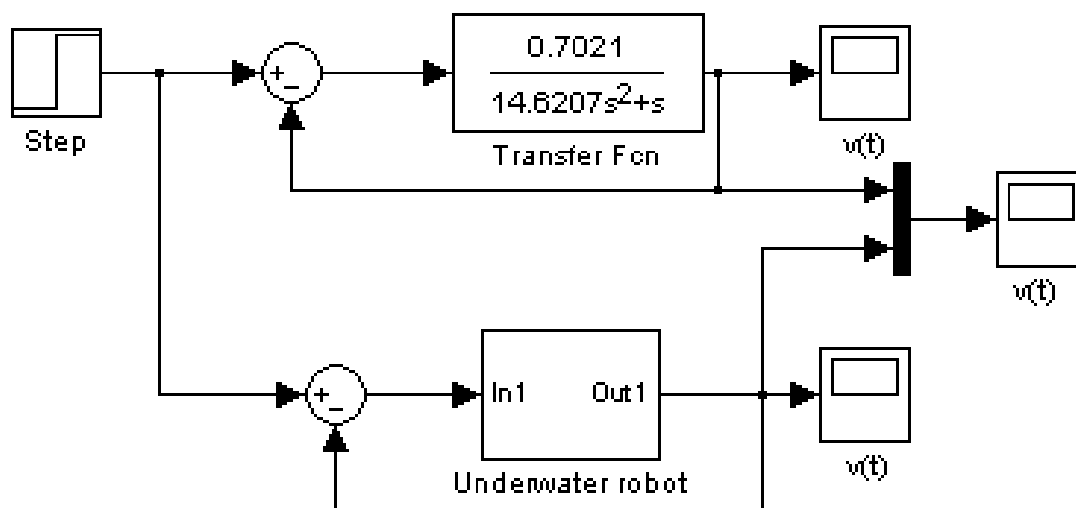 Step
+
−
0.7021
14.6207s²+s
Transfer Fcn
v(t)
v(t)
+
−
In1 Out1
Underwater robot
v(t)